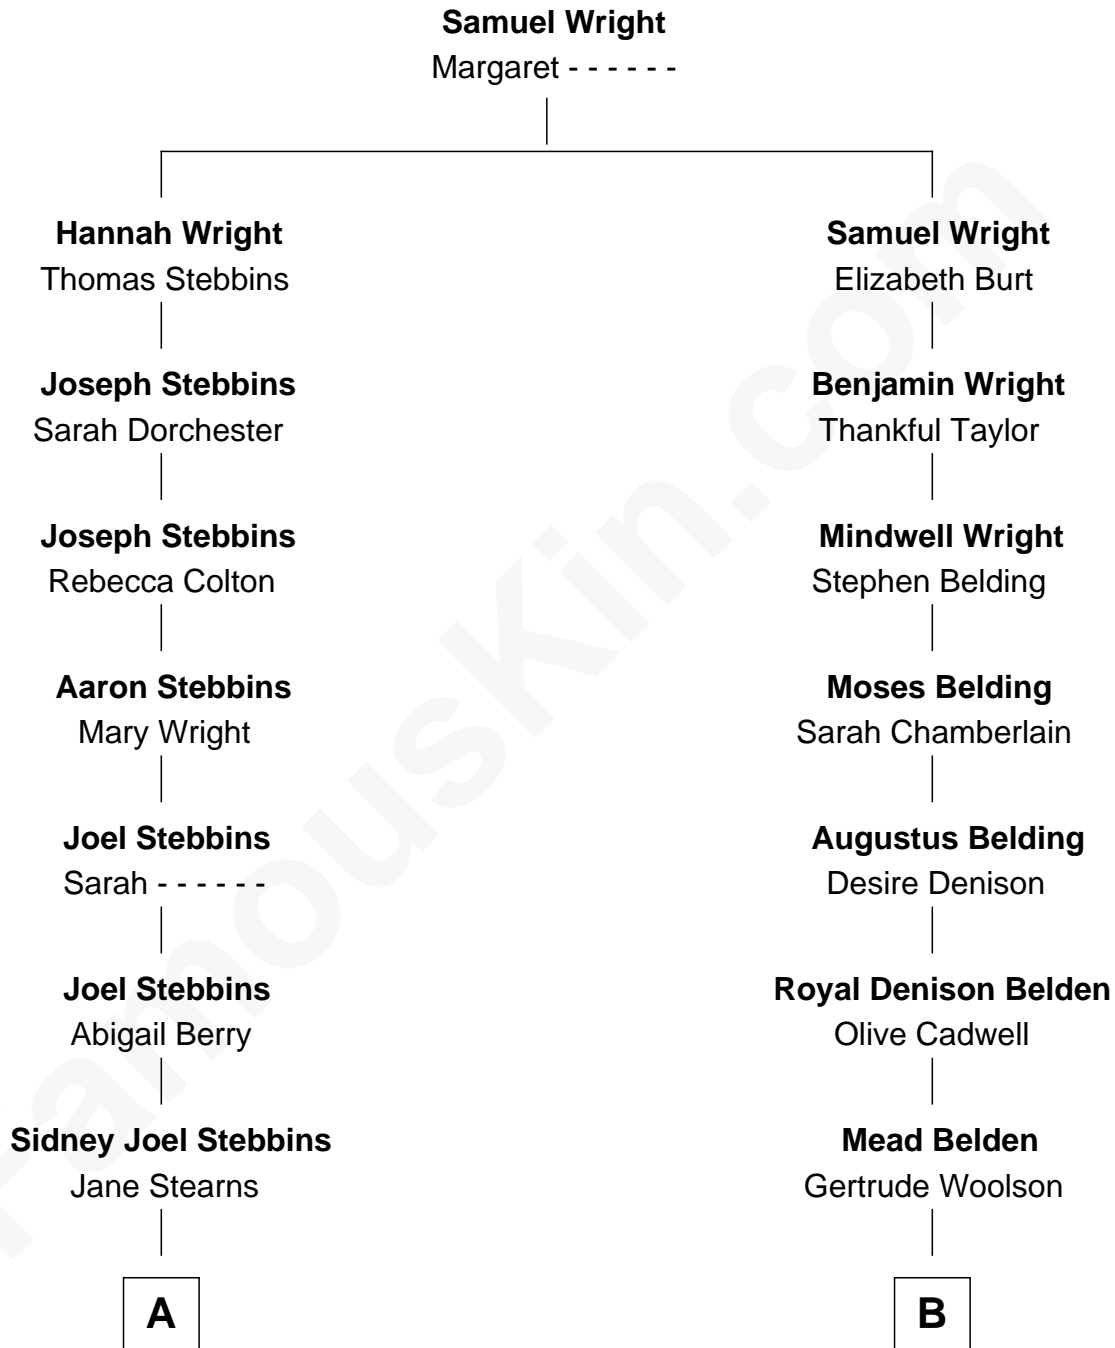 Samuel Wright
Margaret - - - - - -
Hannah Wright
Thomas Stebbins
Samuel Wright
Elizabeth Burt
Joseph Stebbins
Sarah Dorchester
Benjamin Wright
Thankful Taylor
Joseph Stebbins
Rebecca Colton
Mindwell Wright
Stephen Belding
Aaron Stebbins
Mary Wright
Moses Belding
Sarah Chamberlain
Joel Stebbins
Sarah - - - - - -
Augustus Belding
Desire Denison
Joel Stebbins
Abigail Berry
Royal Denison Belden
Olive Cadwell
Sidney Joel Stebbins
Jane Stearns
Mead Belden
Gertrude Woolson
A
B
FamousKin.com